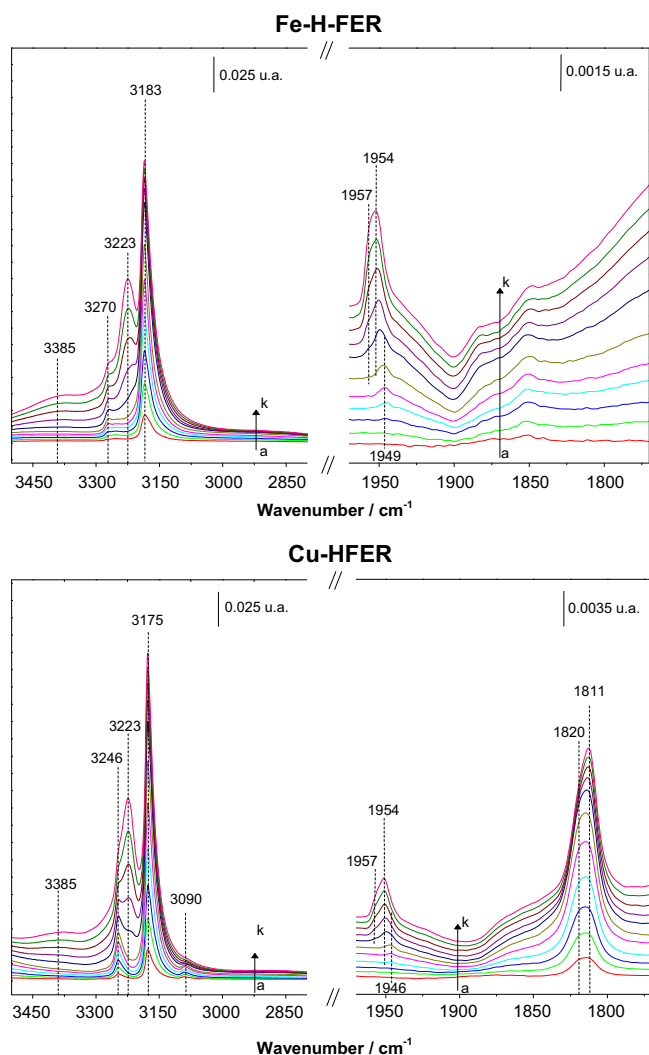 Fe-H-FER
//
0.025 u.a.
0.0015 u.a.
3183
1954
1957
3223
3270
3385
k
k
a
a
1949
//
3450 3300 3150 3000 2850 1950 1900 1850 1800
Wavenumber / cm⁻¹
Cu-HFER
//
0.025 u.a.
0.0035 u.a.
3175
1811
1820
3223
3246
1954
1957
3385
3090
k
k
a
a
1946
//
3450 3300 3150 3000 2850 1950 1900 1850 1800
Wavenumber / cm⁻¹